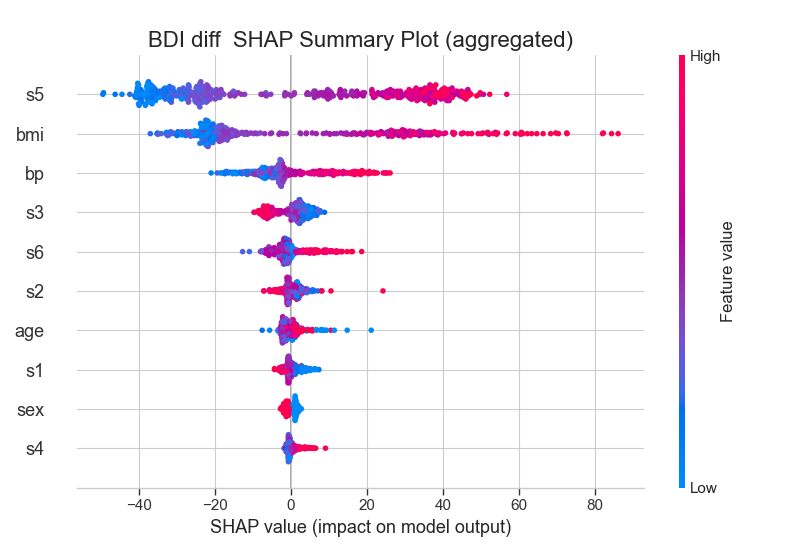 BDI diff  SHAP Summary Plot (aggregated)
High
s5
bmi
bp
s3
s6
s2
age
s1
sex
s4
Feature value
Low
−40 −20 0 20 40 60 80
SHAP value (impact on model output)